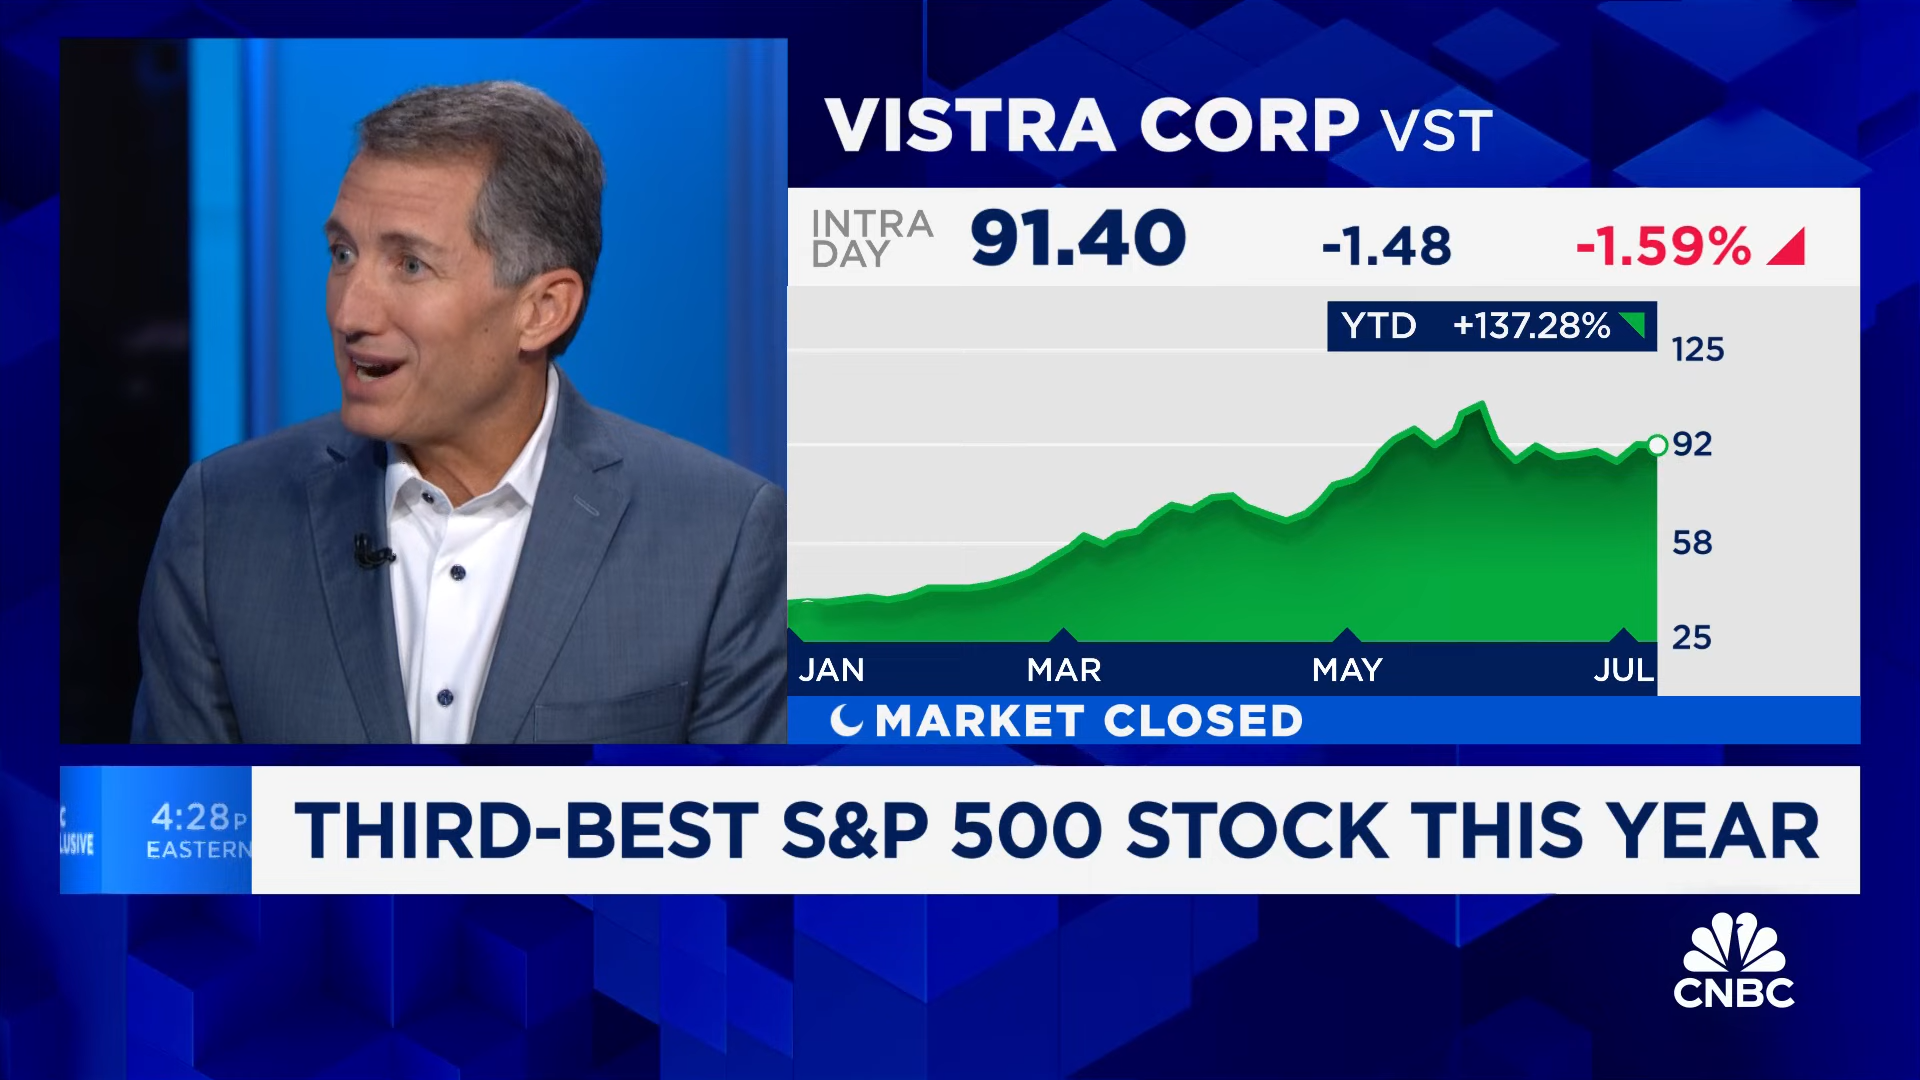 VISTRA CORP VST
INTRA DAY 91.40 -1.48 -1.59%
YTD +137.28%
125
92
58
25
JAN MAR MAY JUL
MARKET CLOSED
4:28P
EASTERN
THIRD-BEST S&P 500 STOCK THIS YEAR
CNBC